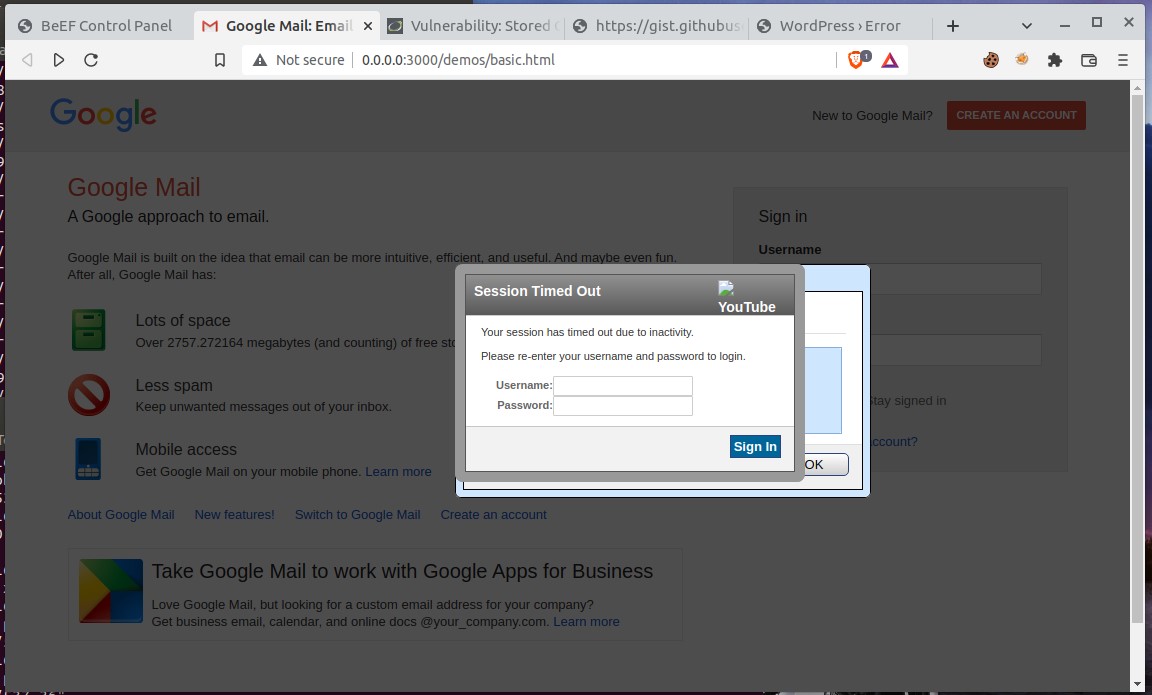 BeEF Control Panel
Google Mail: Email
Vulnerability: Stored C
https://gist.githubus
WordPress › Error
Not secure
0.0.0.0:3000/demos/basic.html
1
Google
New to Google Mail?
CREATE AN ACCOUNT
Google Mail
A Google approach to email.
Google Mail is built on the idea that email can be more intuitive, efficient, and useful. And maybe even fun.
After all, Google Mail has:
Lots of space
Over 2757.272164 megabytes (and counting) of free sto
Less spam
Keep unwanted messages out of your inbox.
Mobile access
Get Google Mail on your mobile phone. Learn more
About Google Mail
New features!
Switch to Google Mail
Create an account
Take Google Mail to work with Google Apps for Business
Love Google Mail, but looking for a custom email address for your company?
Get business email, calendar, and online docs @your_company.com. Learn more
Sign in
Username
Stay signed in
account?
Session Timed Out
YouTube
Your session has timed out due to inactivity.
Please re-enter your username and password to login.
Username:
Password:
Sign In
OK